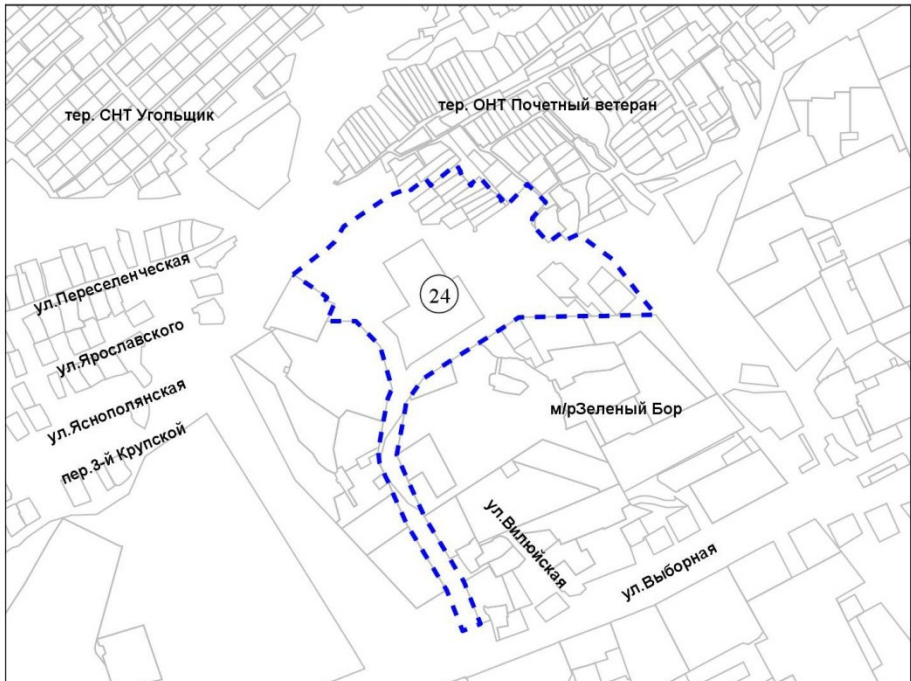 тер. ОНТ Почетный ветеран
тер. СНТ Угольщик
ул.Переселенческая
24
ул.Ярославского
ул.Яснополянская
м/рЗеленый Бор
пер.3-й Крупской
ул.Вилюйская
ул.Выборная